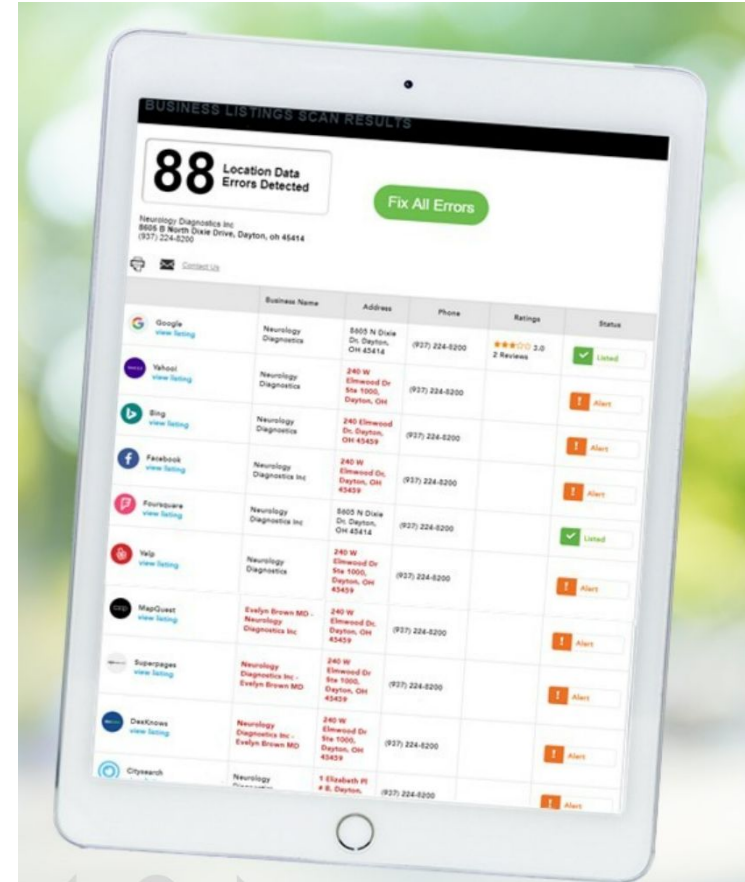 BUSINESS LISTINGS SCAN RESULTS
88 Location Data
Errors Detected
Fix All Errors
Neurology Diagnostics Inc
8605 B North Dixie Drive, Dayton, oh 45414
(937) 224-8200
Contact Us
Business Name Address Phone Ratings Status
Google
view listing
Neurology
Diagnostics
8605 N Dixie
Dr, Dayton,
OH 45414
(937) 224-8200
3.0
2 Reviews
Listed
Yahoo!
view listing
Neurology
Diagnostics
240 W
Elmwood Dr
Ste 1000,
Dayton, OH
(937) 224-8200
Alert
Bing
view listing
Neurology
Diagnostics
240 Elmwood
Dr, Dayton,
OH 45459
(937) 224-8200
Alert
Facebook
view listing
Neurology
Diagnostics Inc
240 W
Elmwood Dr,
Dayton, OH
45459
(937) 224-8200
Alert
Foursquare
view listing
Neurology
Diagnostics Inc
8605 N Dixie
Dr, Dayton,
OH 45414
(937) 224-8200
Listed
Yelp
view listing
Neurology
Diagnostics
240 W
Elmwood Dr
Ste 1000,
Dayton, OH
45459
(937) 224-8200
Alert
MapQuest
view listing
Evelyn Brown MD -
Neurology
Diagnostics Inc
240 W
Elmwood Dr,
Dayton, OH
45459
(937) 224-8200
Alert
Superpages
view listing
Neurology
Diagnostics Inc -
Evelyn Brown MD
240 W
Elmwood Dr
Ste 1000,
Dayton, OH
45459
(937) 224-8200
Alert
DexKnows
view listing
Neurology
Diagnostics Inc -
Evelyn Brown MD
240 W
Elmwood Dr
Ste 1000,
Dayton, OH
45459
(937) 224-8200
Alert
Citysearch
Neurology
1 Elizabeth Pl
# B, Dayton,
(937) 224-8200
Alert